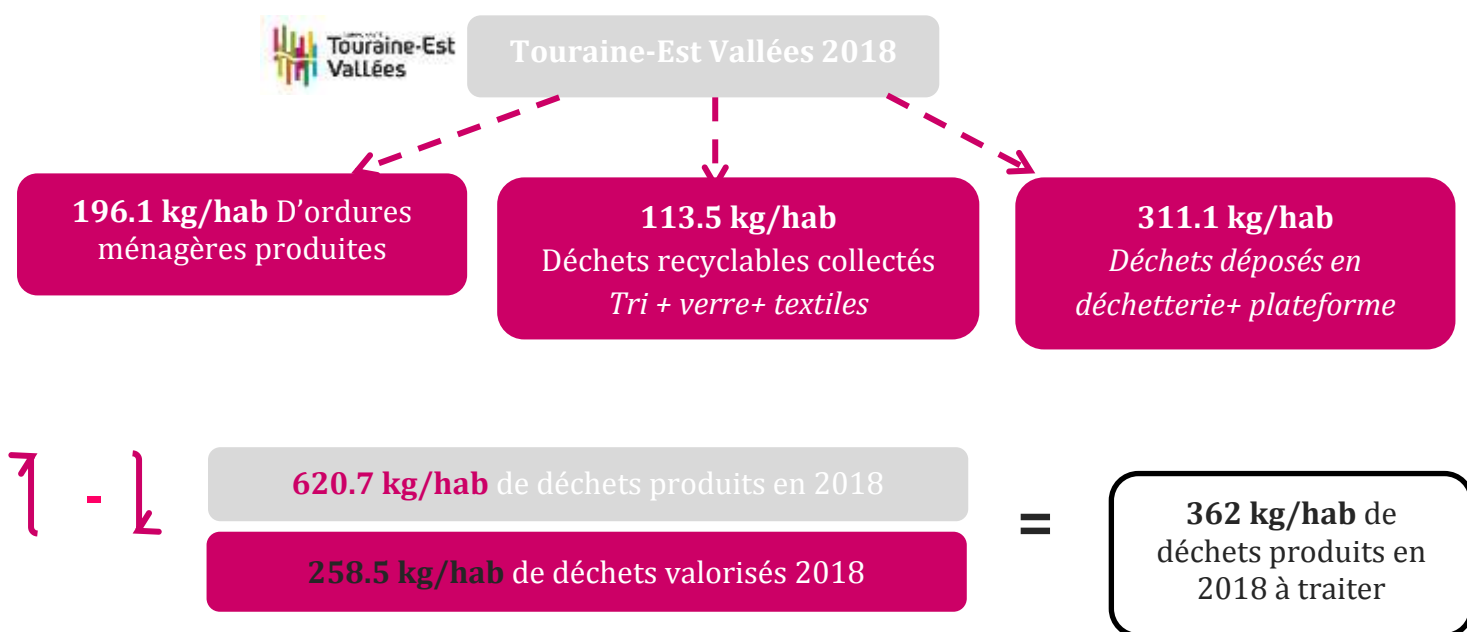 Touraine-Est
Vallées
Touraine-Est Vallées 2018
196.1 kg/hab D’ordures
ménagères produites
113.5 kg/hab
Déchets recyclables collectés
Tri + verre+ textiles
311.1 kg/hab
Déchets déposés en
déchetterie+ plateforme
-
620.7 kg/hab de déchets produits en 2018
258.5 kg/hab de déchets valorisés 2018
=
362 kg/hab de
déchets produits en
2018 à traiter